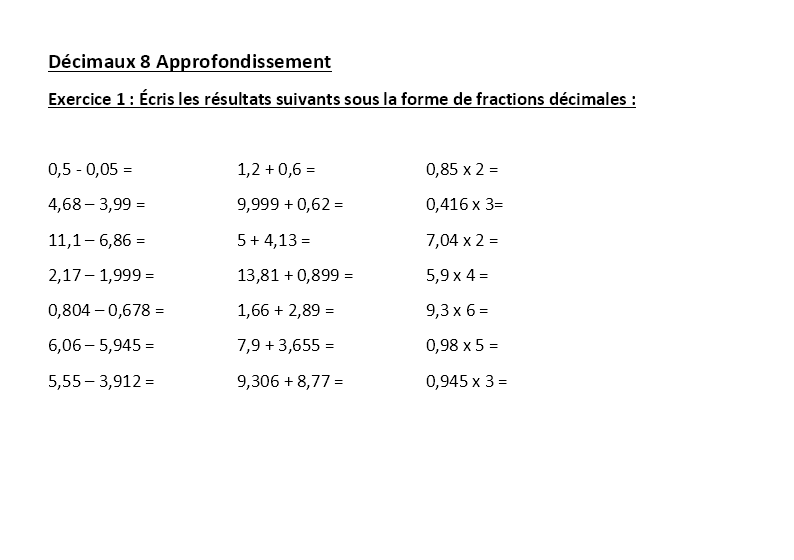 Décimaux 8 Approfondissement
Exercice 1 : Écris les résultats suivants sous la forme de fractions décimales :
0,5 - 0,05 = 1,2 + 0,6 = 0,85 x 2 =
4,68 – 3,99 = 9,999 + 0,62 = 0,416 x 3=
11,1 – 6,86 = 5 + 4,13 = 7,04 x 2 =
2,17 – 1,999 = 13,81 + 0,899 = 5,9 x 4 =
0,804 – 0,678 = 1,66 + 2,89 = 9,3 x 6 =
6,06 – 5,945 = 7,9 + 3,655 = 0,98 x 5 =
5,55 – 3,912 = 9,306 + 8,77 = 0,945 x 3 =